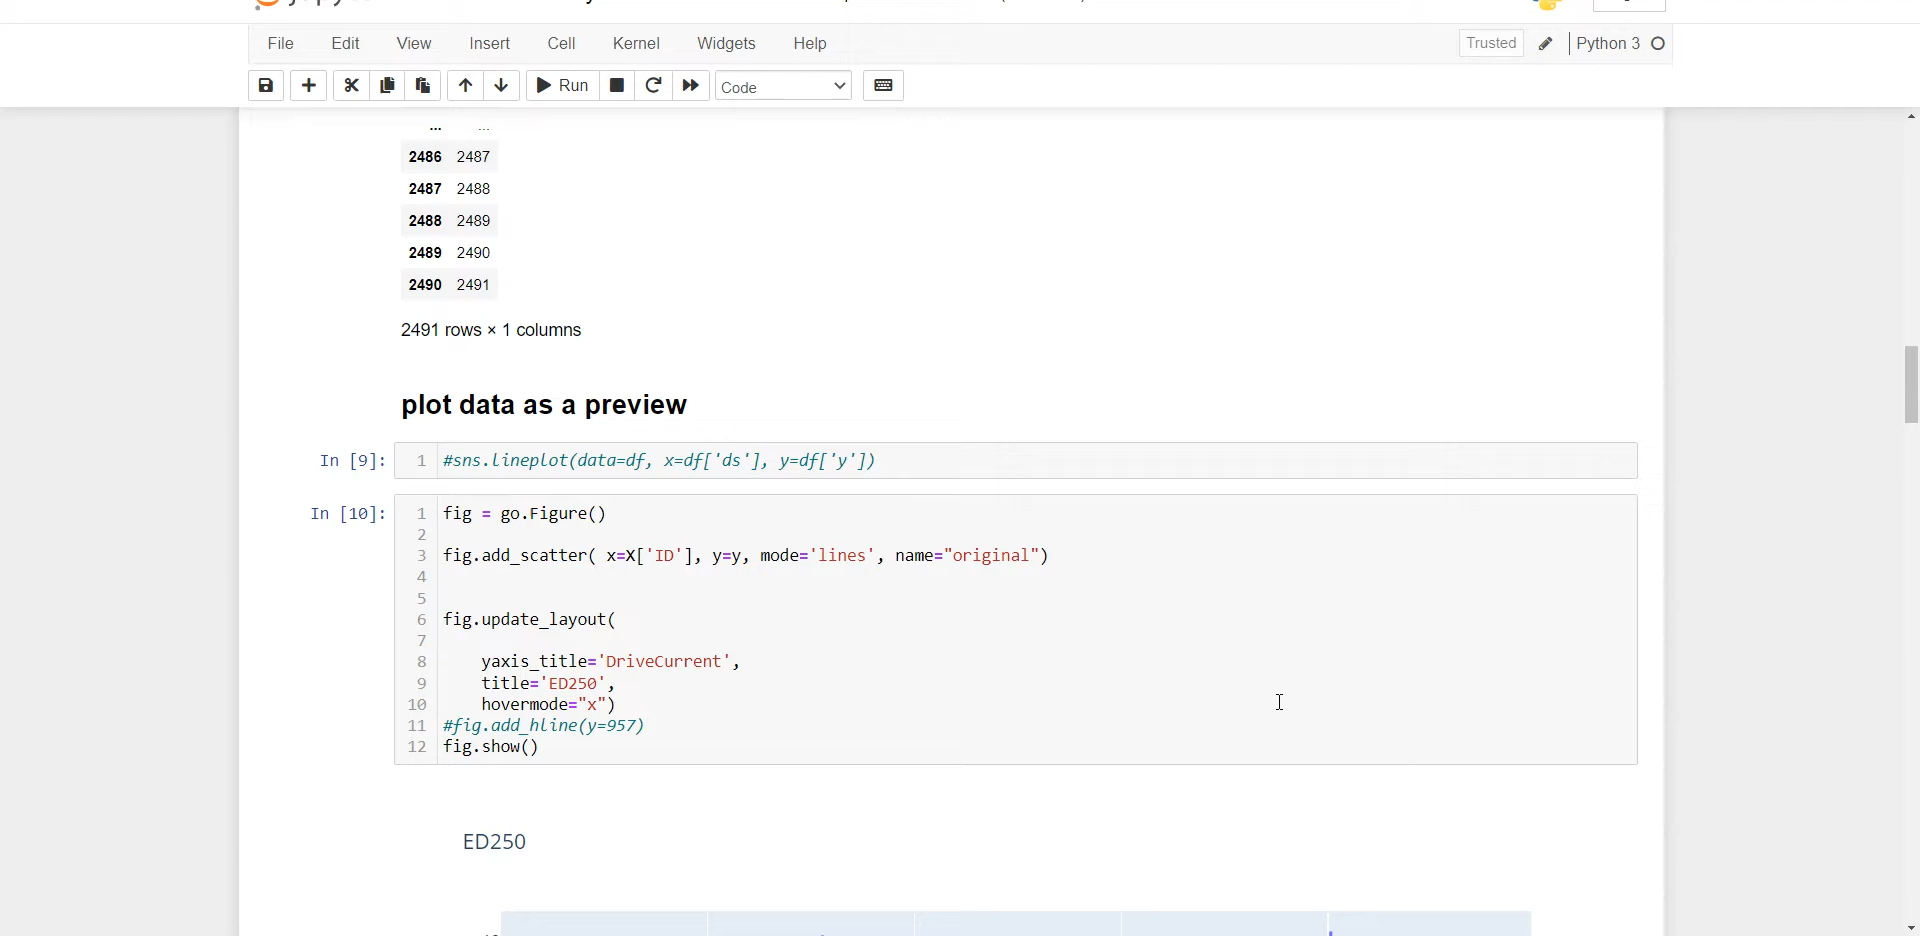 File Edit View Insert Cell Kernel Widgets Help Trusted Python 3
Run Code
... ...
2486 2487
2487 2488
2488 2489
2489 2490
2490 2491
2491 rows × 1 columns
plot data as a preview
In [9]: 1 #sns.lineplot(data=df, x=df['ds'], y=df['y'])
In [10]: 1 fig = go.Figure()
2
3 fig.add_scatter( x=X['ID'], y=y, mode='lines', name="original")
4
5
6 fig.update_layout(
7
8 yaxis_title='DriveCurrent',
9 title='ED250',
10 hovermode="x")
11 #fig.add_hline(y=957)
12 fig.show()
ED250